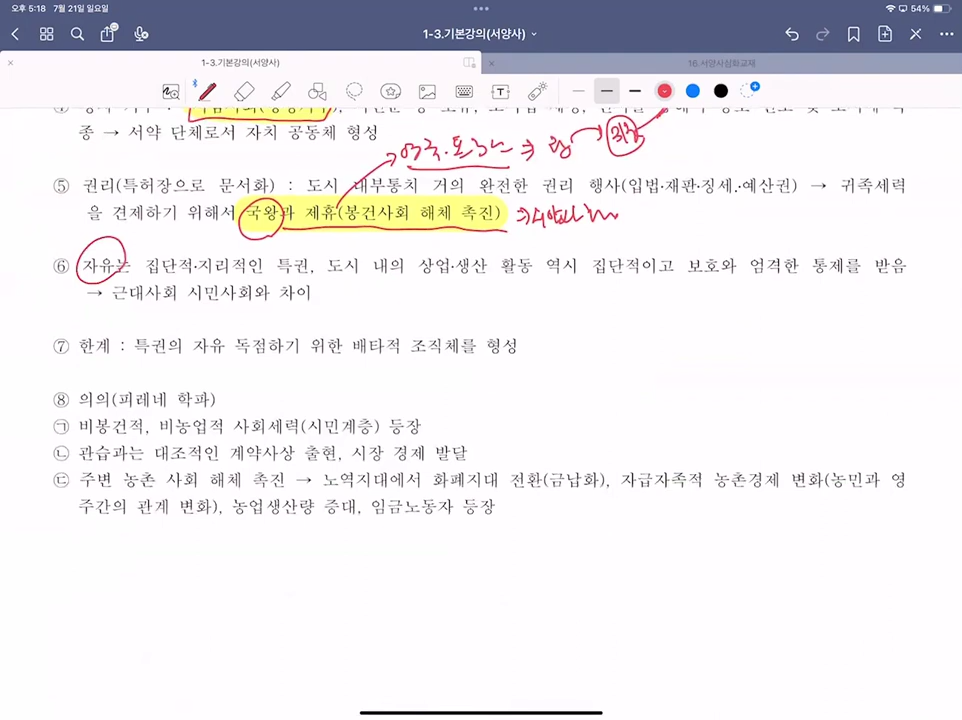 오후 5:18 7월 21일 일요일
54%
1-3.기본강의(서양사)
1-3.기본강의(서양사)
16.서양사심화교재
종 → 서약 단체로서 자치 공동체 형성
영국·프랑스 ⇒ 왕
⑤ 권리(특허장으로 문서화) : 도시 내부통치 거의 완전한 권리 행사(입법·재판·징세.·예산권) → 귀족세력
을 견제하기 위해서 국왕과 제휴(봉건사회 해체 촉진)
⑥ 자유는 집단적·지리적인 특권, 도시 내의 상업·생산 활동 역시 집단적이고 보호와 엄격한 통제를 받음
→ 근대사회 시민사회와 차이
⑦ 한계 : 특권의 자유 독점하기 위한 배타적 조직체를 형성
⑧ 의의(피레네 학파)
㉠ 비봉건적, 비농업적 사회세력(시민계층) 등장
㉡ 관습과는 대조적인 계약사상 출현, 시장 경제 발달
㉢ 주변 농촌 사회 해체 촉진 → 노역지대에서 화폐지대 전환(금납화), 자급자족적 농촌경제 변화(농민과 영
주간의 관계 변화), 농업생산량 증대, 임금노동자 등장